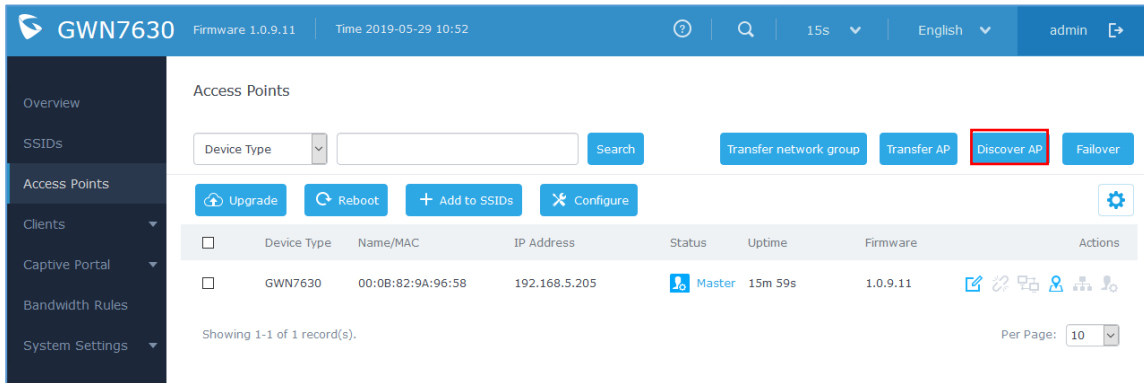 GWN7630 Firmware 1.0.9.11 Time 2019-05-29 10:52 15s English admin
Overview
SSIDs
Access Points
Clients
Captive Portal
Bandwidth Rules
System Settings
Access Points
Device Type Search Transfer network group Transfer AP Discover AP Failover
Upgrade Reboot Add to SSIDs Configure
Device Type Name/MAC IP Address Status Uptime Firmware Actions
GWN7630 00:0B:82:9A:96:58 192.168.5.205 Master 15m 59s 1.0.9.11
Showing 1-1 of 1 record(s). Per Page: 10